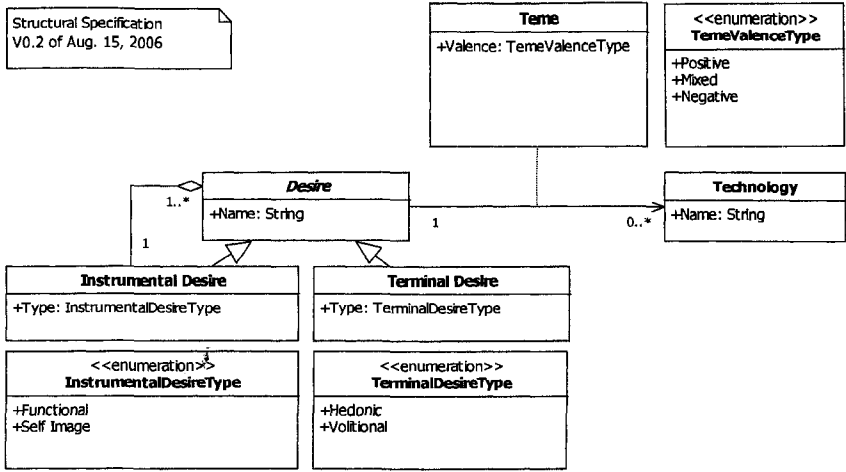 Structural Specification
V0.2 of Aug. 15, 2006
Teme
+Valence: TemeValenceType
<<enumeration>>
TemeValenceType
+Positive
+Mixed
+Negative
Desire
+Name: String
1..*
1
1
0..*
Technology
+Name: String
Instrumental Desire
+Type: InstrumentalDesireType
Terminal Desire
+Type: TerminalDesireType
<<enumeration>>
InstrumentalDesireType
+Functional
+Self Image
<<enumeration>>
TerminalDesireType
+Hedonic
+Volitional